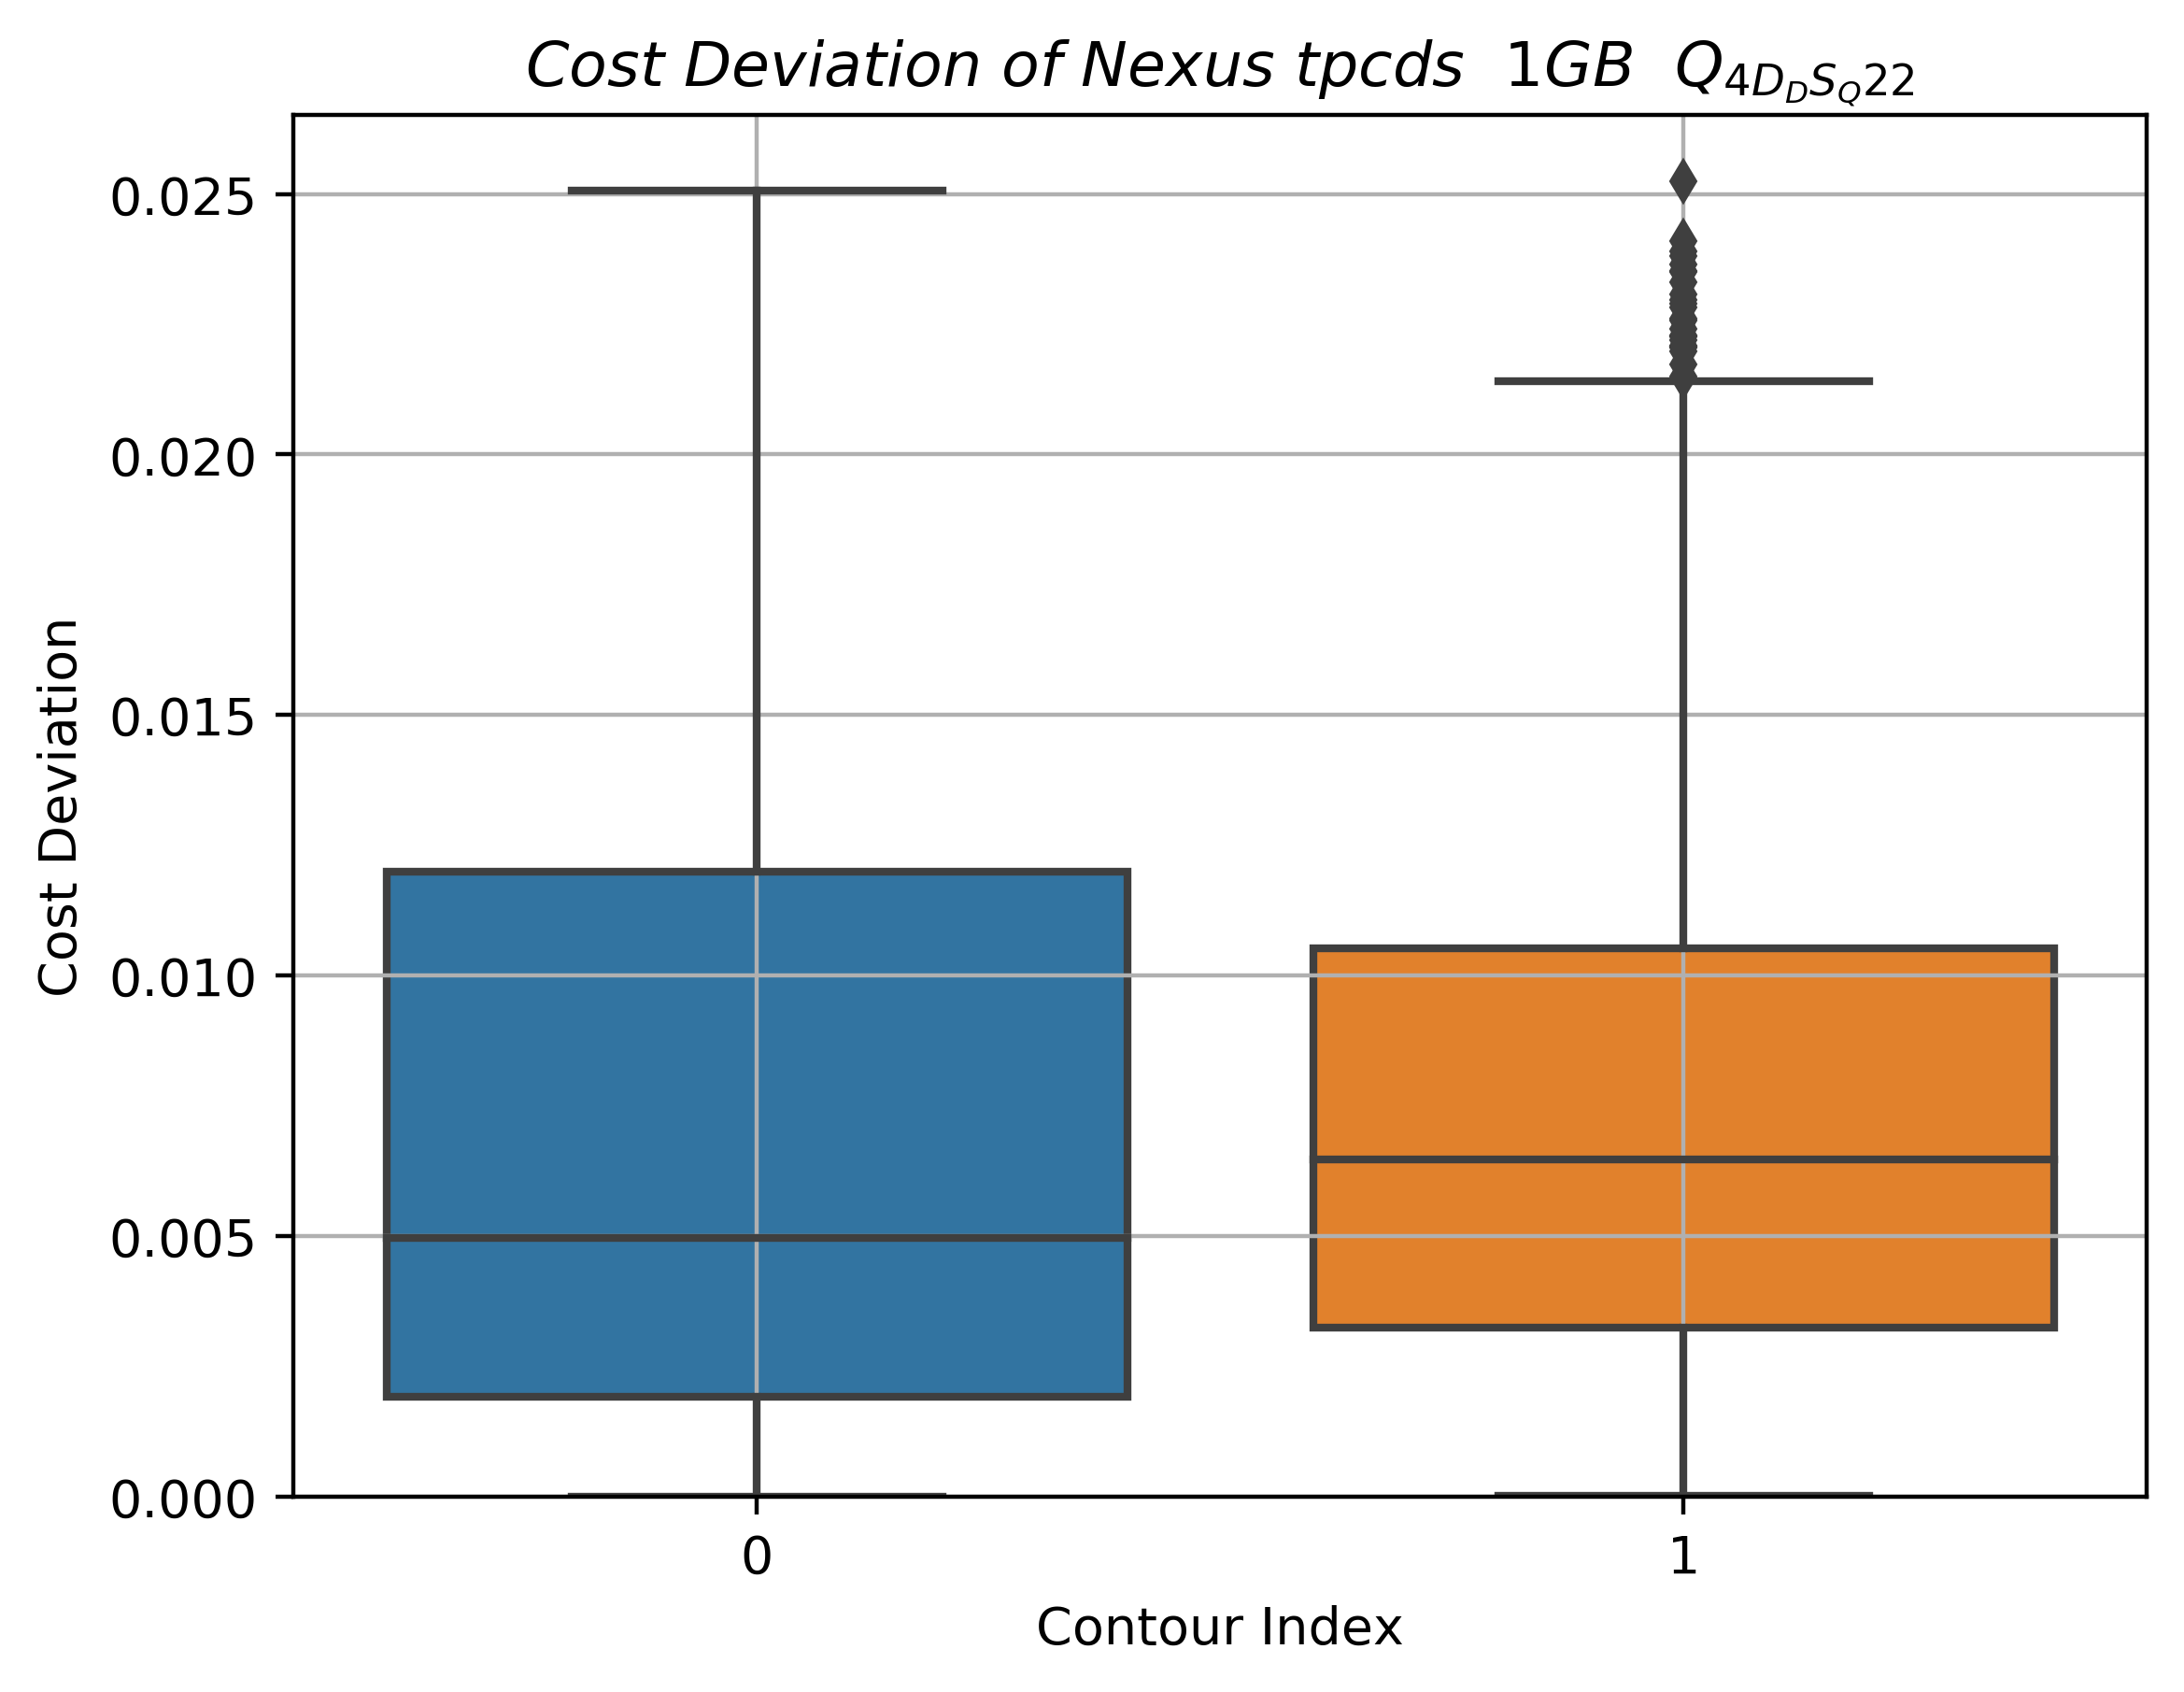 Cost Deviation of Nexus tpcds 1GB Q4DDSQ22
0.025
0.020
0.015
0.010
0.005
0.000
Cost Deviation
0 1
Contour Index